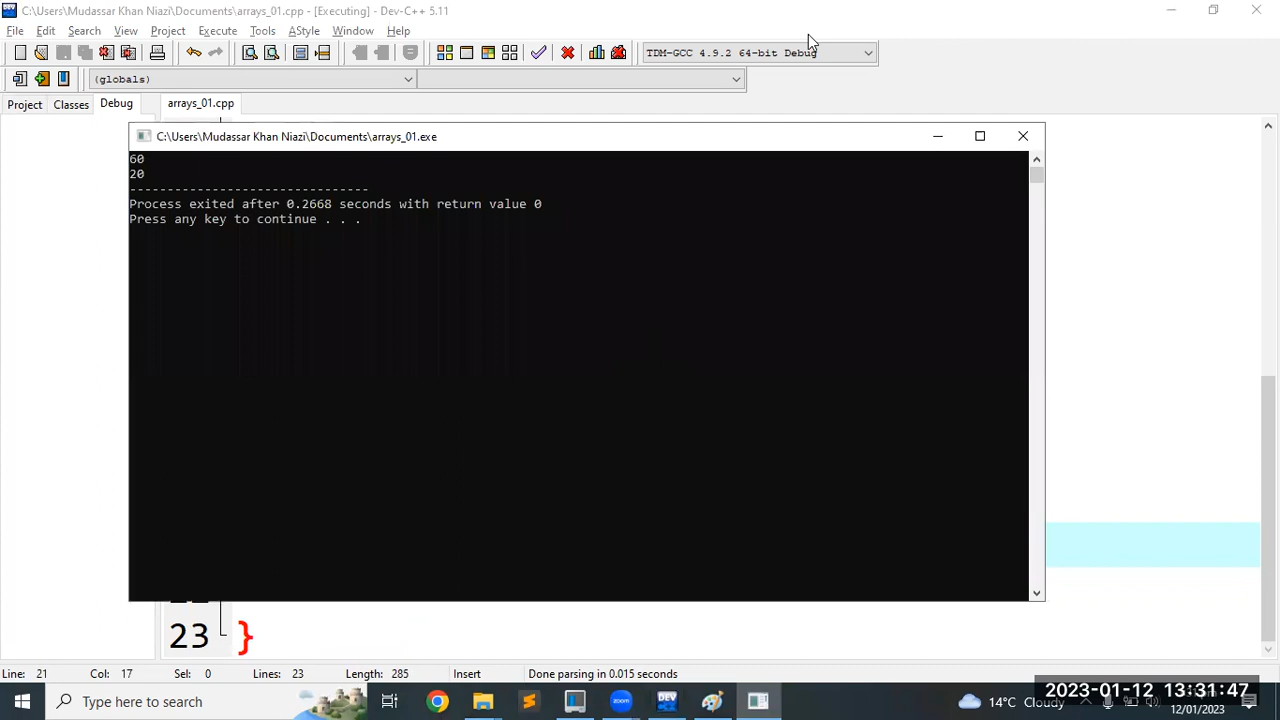 C:\Users\Mudassar Khan Niazi\Documents\arrays_01.cpp - [Executing] - Dev-C++ 5.11
File Edit Search View Project Execute Tools AStyle Window Help
TDM-GCC 4.9.2 64-bit Debug
(globals)
Project Classes Debug arrays_01.cpp
C:\Users\Mudassar Khan Niazi\Documents\arrays_01.exe
60
20
--------------------------------
Process exited after 0.2668 seconds with return value 0
Press any key to continue . . .
23 }
Line: 21 Col: 17 Sel: 0 Lines: 23 Length: 285 Insert Done parsing in 0.015 seconds
Type here to search zoom DEV 14°C Cloudy
2023-01-12 13:31:47
12/01/2023